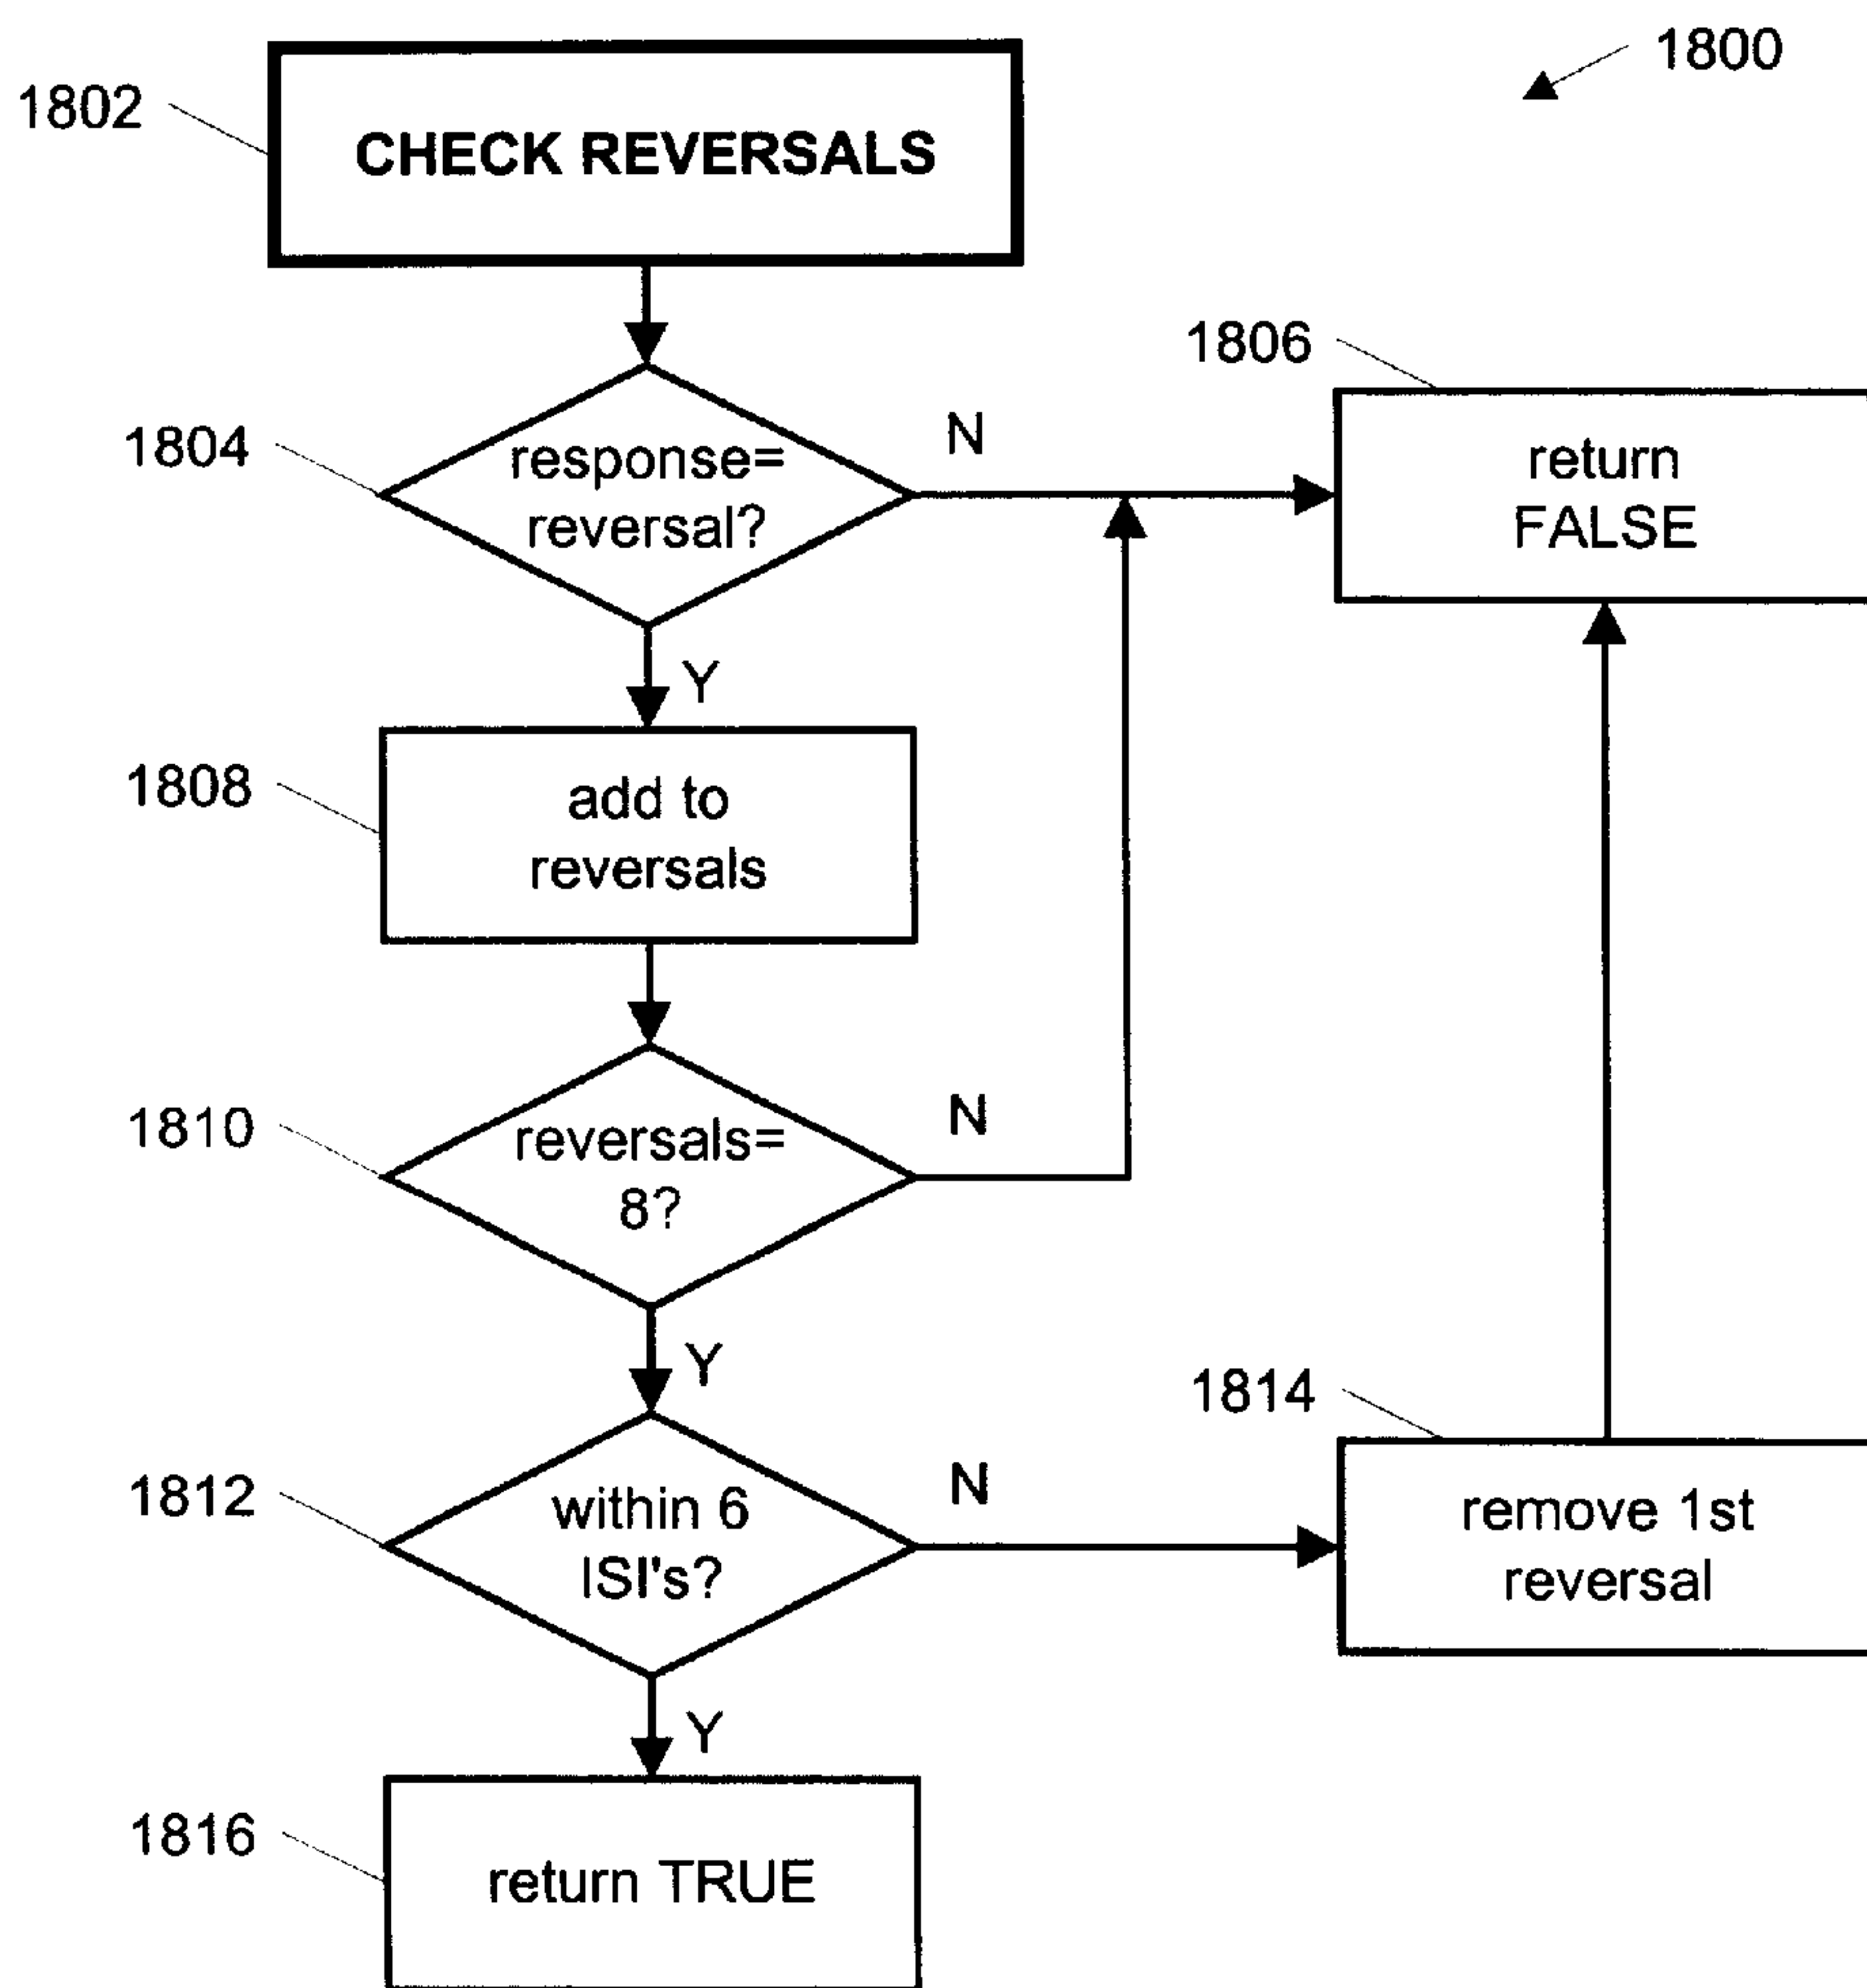 1800
1802
CHECK REVERSALS
1804
response=
reversal?
N
1806
return
FALSE
Y
1808
add to
reversals
1810
reversals=
8?
N
Y
1812
within 6
ISI's?
N
1814
remove 1st
reversal
Y
1816
return TRUE